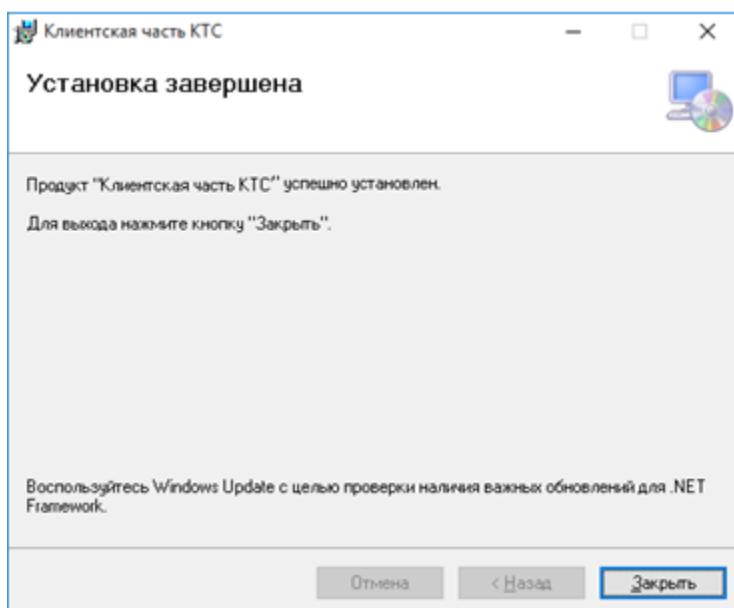 Клиентская часть КТС
Установка завершена
Продукт "Клиентская часть КТС" успешно установлен.
Для выхода нажмите кнопку "Закрыть".
Воспользуйтесь Windows Update с целью проверки наличия важных обновлений для .NET
Framework.
Отмена
< Назад
Закрыть